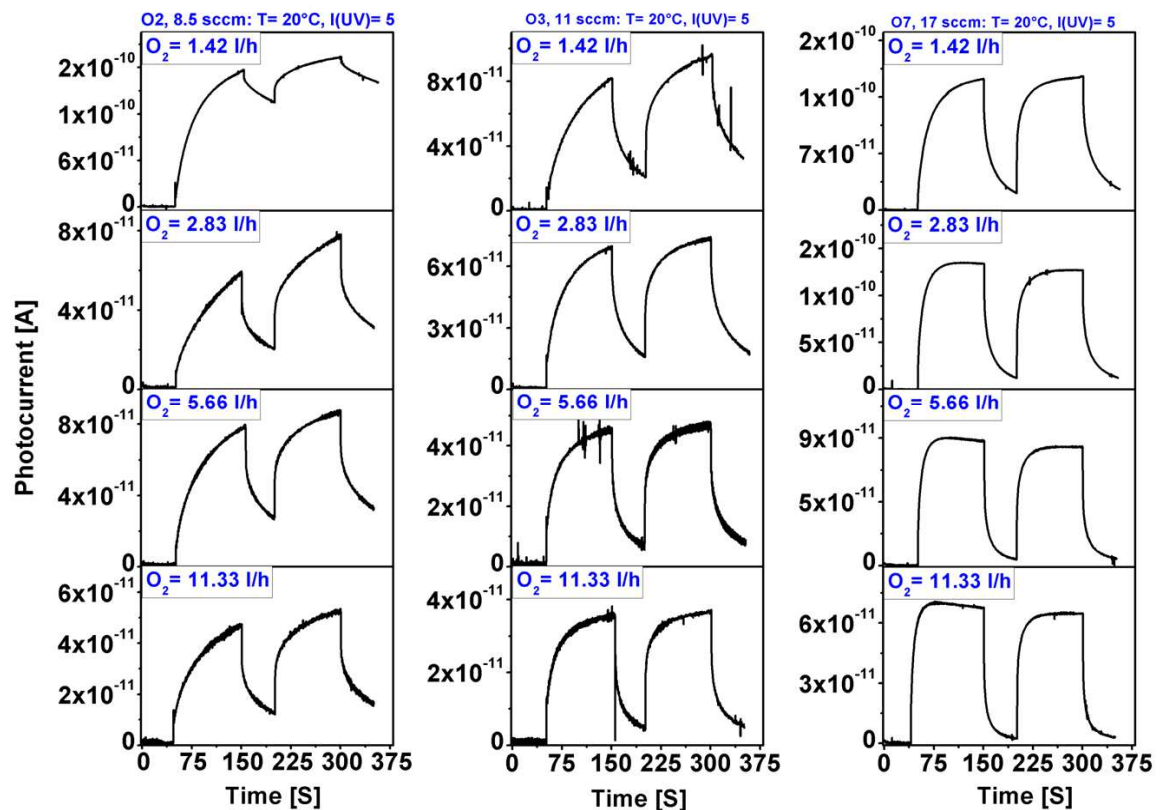 O2, 8.5 sccm: T= 20°C, I(UV)= 5
O3, 11 sccm: T= 20°C, I(UV)= 5
O7, 17 sccm: T= 20°C, I(UV)= 5
Photocurrent [A]
O2= 1.42 l/h
2x10-10
1x10-10
6x10-11
0
O2= 2.83 l/h
8x10-11
4x10-11
0
O2= 5.66 l/h
8x10-11
4x10-11
0
O2= 11.33 l/h
6x10-11
4x10-11
2x10-11
0
0 75 150 225 300 375
Time [S]
O2= 1.42 l/h
8x10-11
4x10-11
0
O2= 2.83 l/h
6x10-11
3x10-11
0
O2= 5.66 l/h
4x10-11
2x10-11
0
O2= 11.33 l/h
4x10-11
2x10-11
0
0 75 150 225 300 375
Time [S]
O2= 1.42 l/h
2x10-10
1x10-10
7x10-11
0
O2= 2.83 l/h
2x10-10
1x10-10
5x10-11
0
O2= 5.66 l/h
9x10-11
5x10-11
0
O2= 11.33 l/h
6x10-11
3x10-11
0
0 75 150 225 300 375
Time [S]